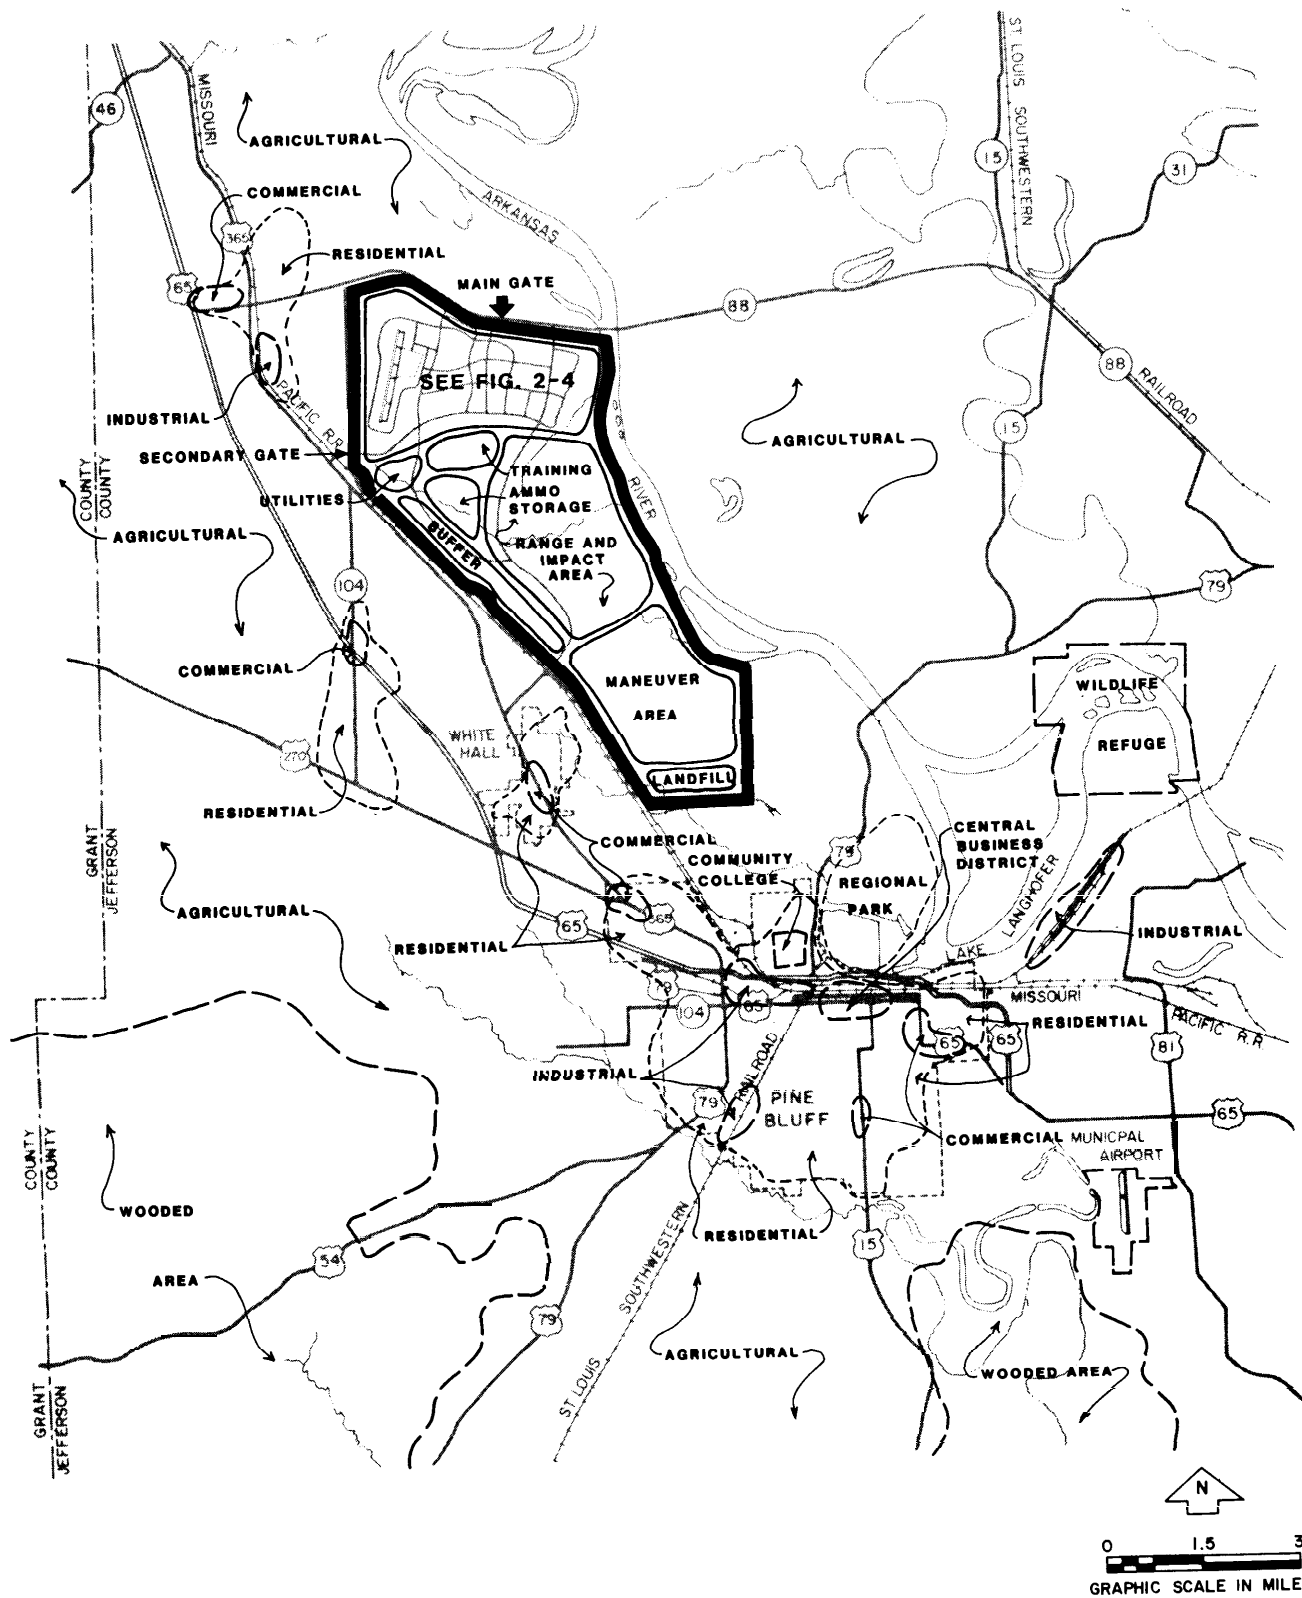 ST LOUIS SOUTHWESTERN
MISSOURI
46
AGRICULTURAL
15
31
COMMERCIAL
ARKANSAS
365
RESIDENTIAL
65
MAIN GATE
88
SEE FIG. 2-4
88
RAILROAD
PACIFIC R.R.
INDUSTRIAL
15
AGRICULTURAL
SECONDARY GATE
TRAINING
UTILITIES
AMMO
STORAGE
RIVER
COUNTY
COUNTY
AGRICULTURAL
BUFFER
RANGE AND
IMPACT
AREA
104
79
COMMERCIAL
MANEUVER
AREA
WILDLIFE
REFUGE
WHITE
HALL
270
LANDFILL
RESIDENTIAL
COMMERCIAL
CENTRAL
BUSINESS
DISTRICT
79
COMMUNITY
COLLEGE
REGIONAL
PARK
GRANT
JEFFERSON
AGRICULTURAL
65
365
LAKE LANGHOFER
INDUSTRIAL
RESIDENTIAL
79
104
65
MISSOURI
PACIFIC R.R.
RESIDENTIAL
65
65
81
INDUSTRIAL
RAILROAD
79
PINE
BLUFF
65
COMMERCIAL
MUNICPAL
AIRPORT
COUNTY
COUNTY
WOODED
AREA
RESIDENTIAL
15
54
SOUTHWESTERN
79
AGRICULTURAL
WOODED AREA
ST LOUIS
GRANT
JEFFERSON
N
0 1.5 3
GRAPHIC SCALE IN MILE